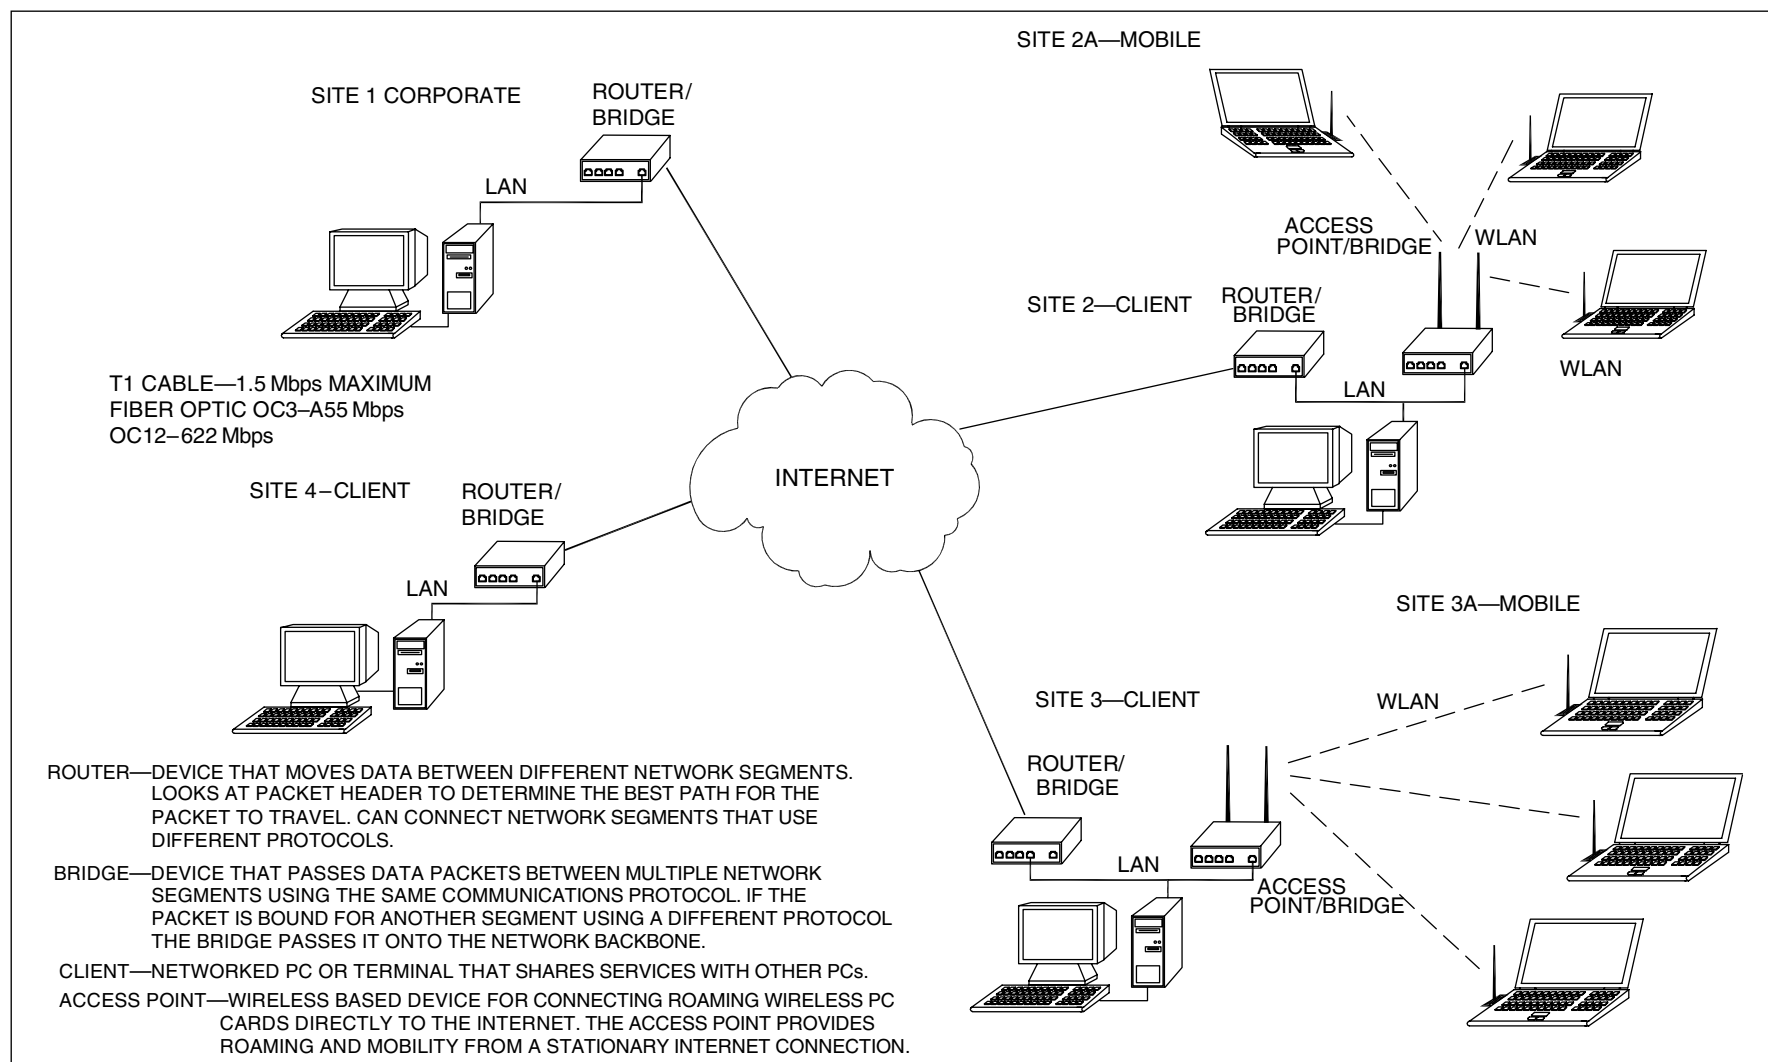 SITE 2A—MOBILE
SITE 1 CORPORATE
ROUTER/
BRIDGE
LAN
ACCESS
POINT/BRIDGE
WLAN
SITE 2—CLIENT
ROUTER/
BRIDGE
WLAN
LAN
T1 CABLE—1.5 Mbps MAXIMUM
FIBER OPTIC OC3–A55 Mbps
OC12–622 Mbps
INTERNET
SITE 4–CLIENT
ROUTER/
BRIDGE
LAN
SITE 3A—MOBILE
SITE 3—CLIENT
WLAN
ROUTER/
BRIDGE
LAN
ACCESS
POINT/BRIDGE
ROUTER—DEVICE THAT MOVES DATA BETWEEN DIFFERENT NETWORK SEGMENTS.
LOOKS AT PACKET HEADER TO DETERMINE THE BEST PATH FOR THE
PACKET TO TRAVEL. CAN CONNECT NETWORK SEGMENTS THAT USE
DIFFERENT PROTOCOLS.
BRIDGE—DEVICE THAT PASSES DATA PACKETS BETWEEN MULTIPLE NETWORK
SEGMENTS USING THE SAME COMMUNICATIONS PROTOCOL. IF THE
PACKET IS BOUND FOR ANOTHER SEGMENT USING A DIFFERENT PROTOCOL
THE BRIDGE PASSES IT ONTO THE NETWORK BACKBONE.
CLIENT—NETWORKED PC OR TERMINAL THAT SHARES SERVICES WITH OTHER PCs.
ACCESS POINT—WIRELESS BASED DEVICE FOR CONNECTING ROAMING WIRELESS PC
CARDS DIRECTLY TO THE INTERNET. THE ACCESS POINT PROVIDES
ROAMING AND MOBILITY FROM A STATIONARY INTERNET CONNECTION.